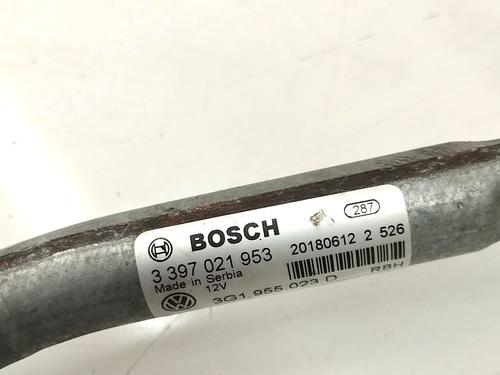 BOSCH
287
3 397 021 953
20180612 2 526
Made in Serbia
12V
3G1 955 023 D
RBH